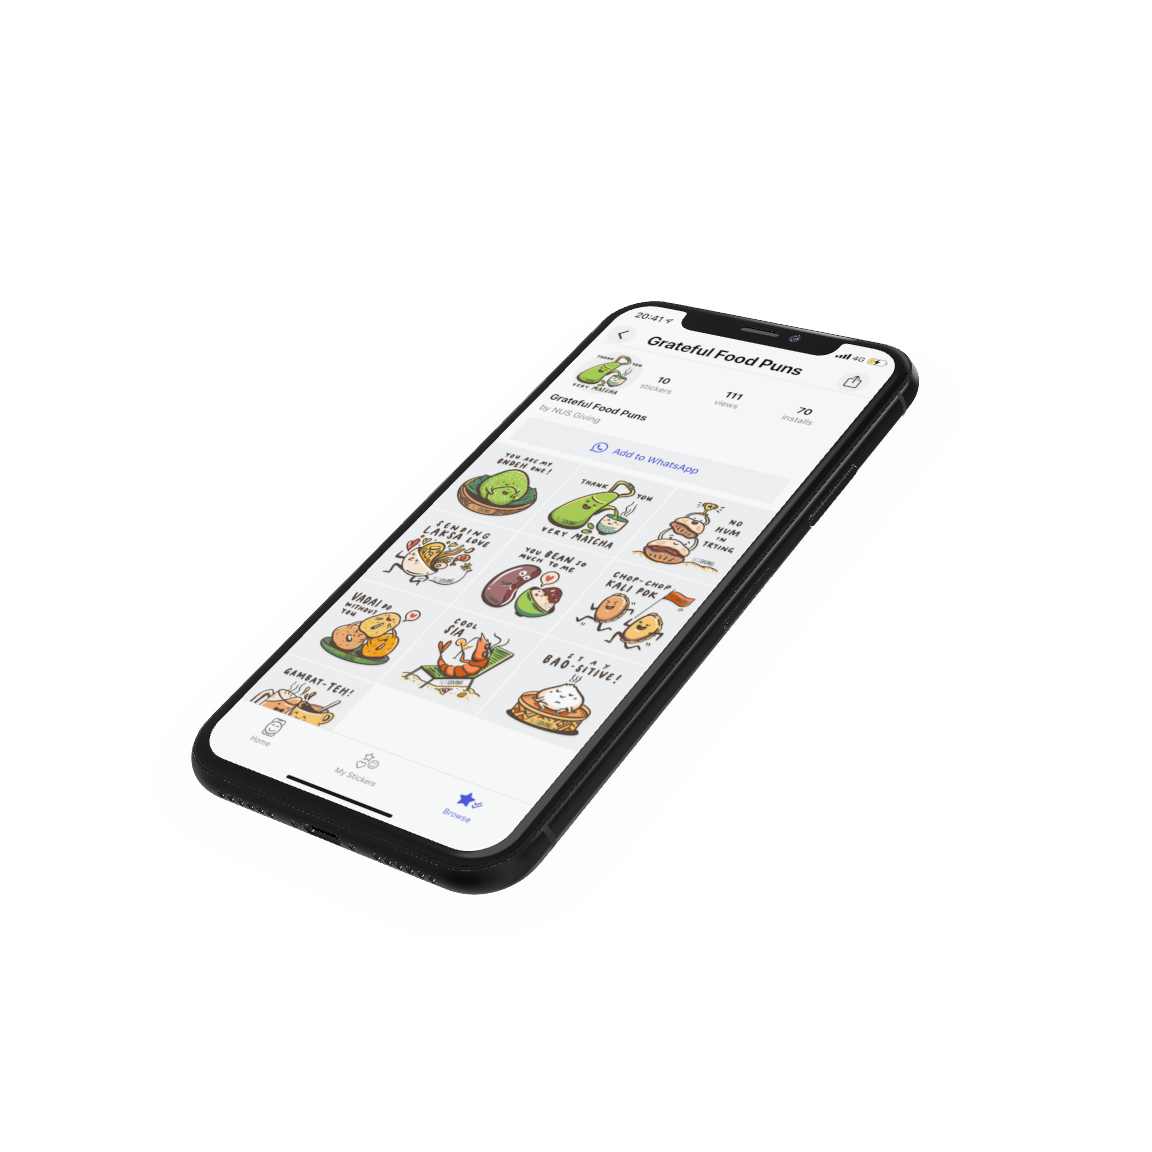 20:41
4G
Grateful Food Puns
THANK YOU
VERY MATCHA
10
stickers
111
views
70
installs
Grateful Food Puns
by NUS Giving
Add to WhatsApp
YOU ARE MY
ONDEH ONE!
THANK YOU
VERY MATCHA
NO
HUM
IN
TRYING
GIVING
SENDING
LAKSA LOVE
GIVING
YOU BEAN SO
MUCH TO ME
CHOP-CHOP
KALI POK
VADAI DO
WITHOUT
YOU
COOL
SIA
GIVING
STAY
BAO-SITIVE!
GAMBAT-TEH!
Home
My Stickers
Browse